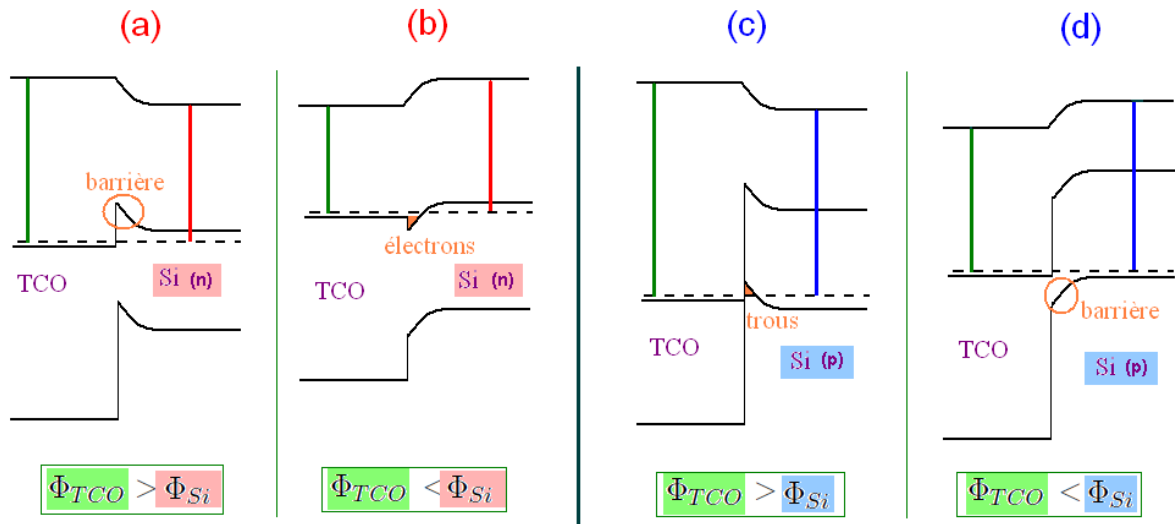 (a)
(b)
(c)
(d)
barrière
électrons
TCO
Si (n)
TCO
Si (n)
trous
TCO
Si (p)
barrière
TCO
Si (p)
Φ_TCO > Φ_Si
Φ_TCO < Φ_Si
Φ_TCO > Φ_Si
Φ_TCO < Φ_Si